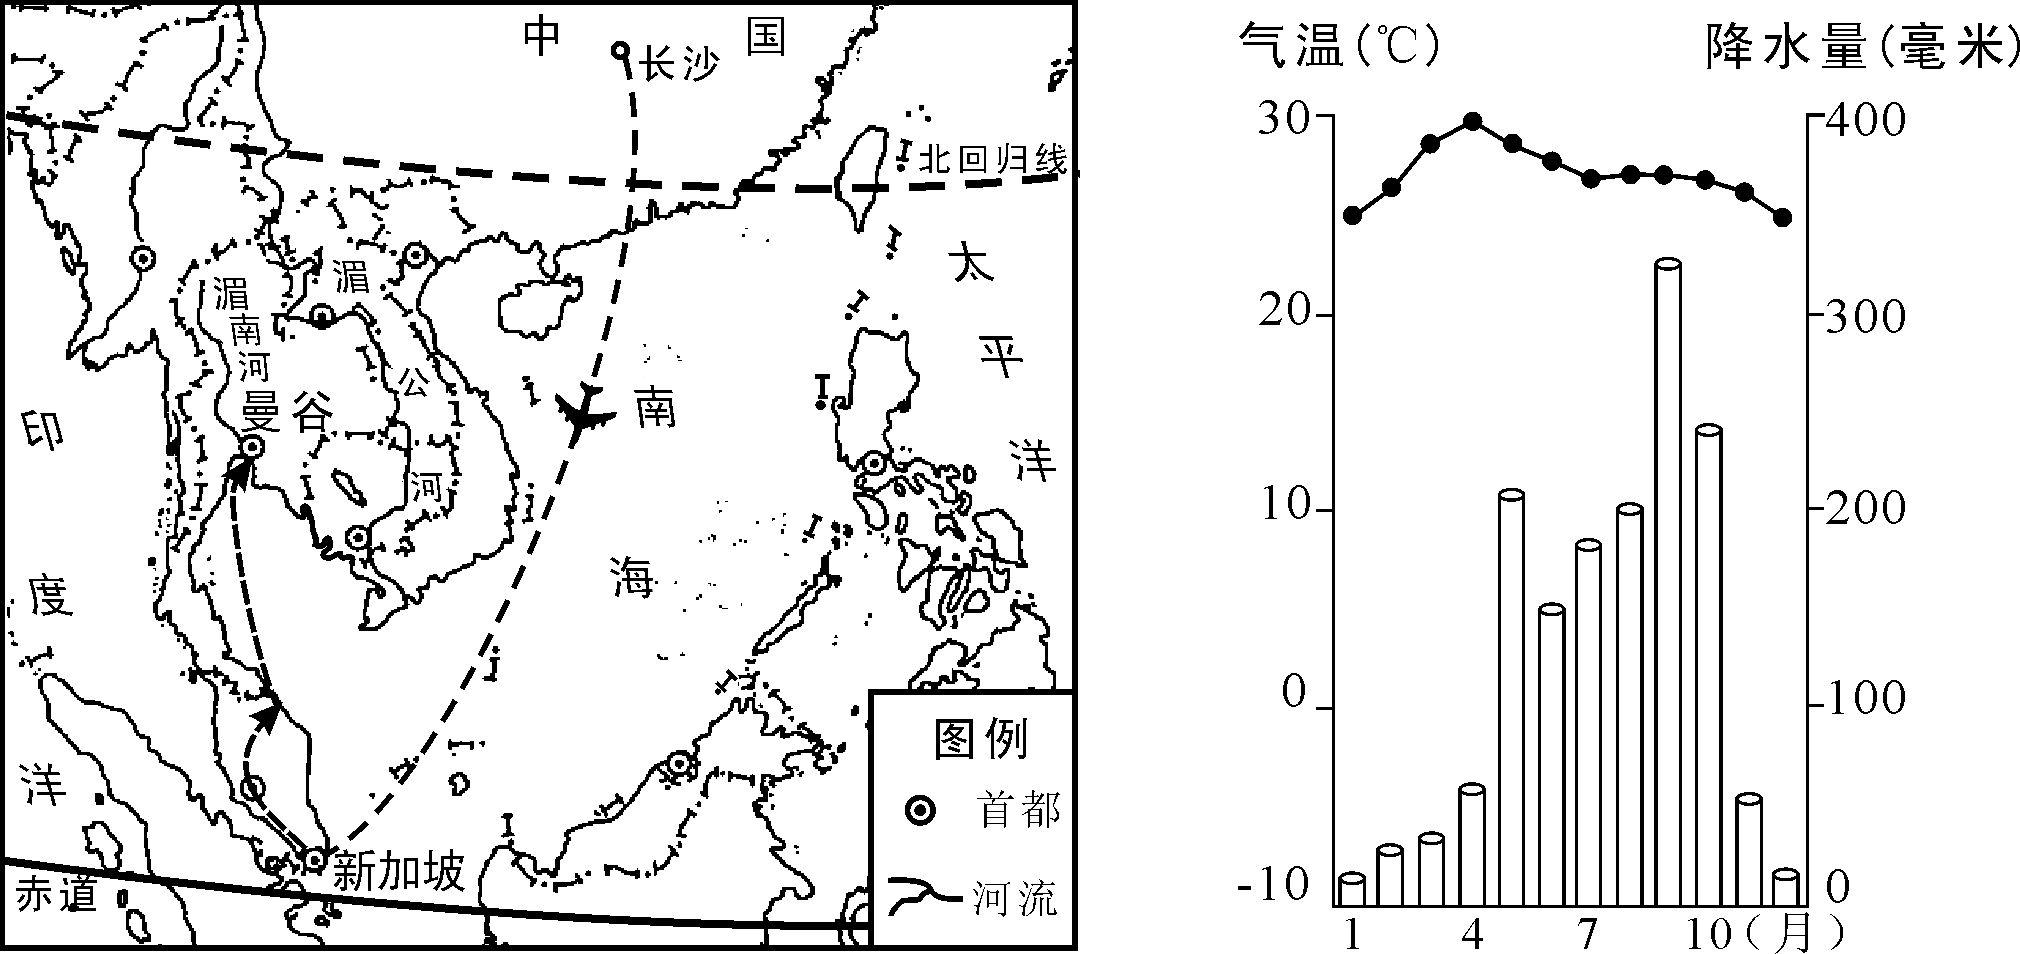 中国
长沙
北回归线
湄南河
湄公河
曼谷
太平洋
南海
印度洋
新加坡
赤道
图例
首都
河流
气温(℃)
降水量(毫米)
30
20
10
0
-10
400
300
200
100
0
1 4 7 10(月)